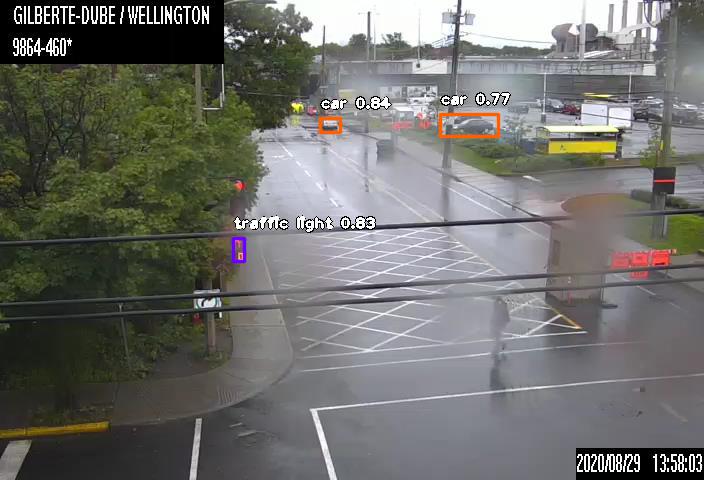 GILBERTE-DUBE / WELLINGTON
9864-460*
car 0.84
car 0.77
traffic light 0.83
2020/08/29 13:58:03